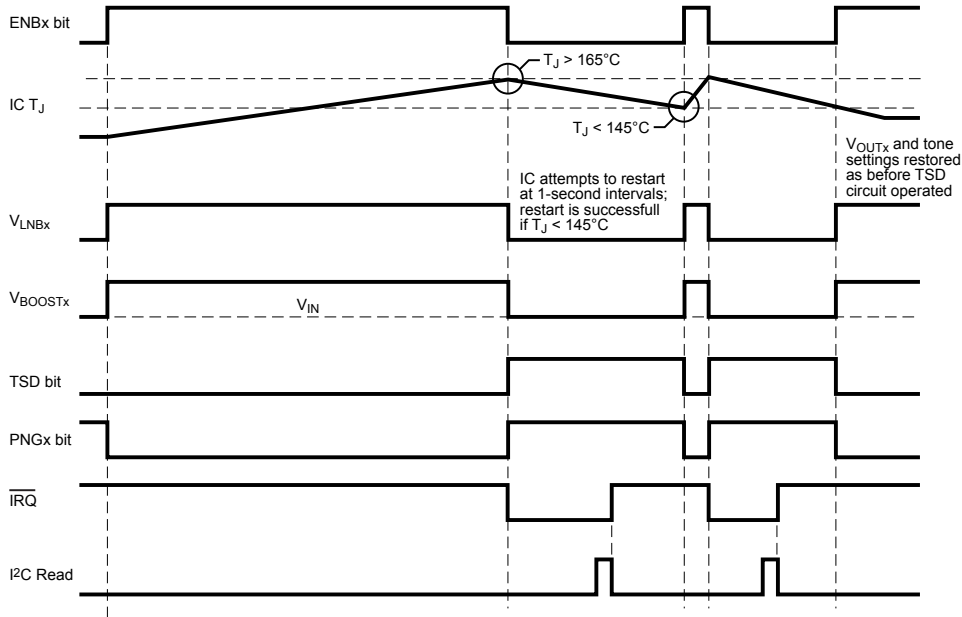 ENBx bit
TJ > 165°C
IC TJ
TJ < 145°C
VOUTx and tone
settings restored
as before TSD
circuit operated
IC attempts to restart
at 1-second intervals;
restart is successfull
if TJ < 145°C
VLNBx
VBOOSTx
VIN
TSD bit
PNGx bit
IRQ
I²C Read